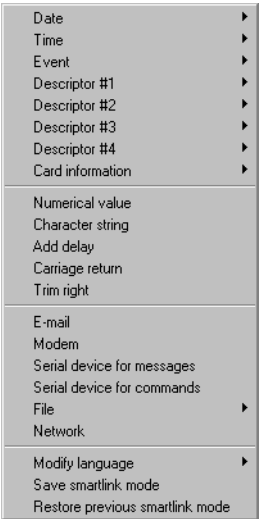 Date
Time
Event
Descriptor #1
Descriptor #2
Descriptor #3
Descriptor #4
Card information
Numerical value
Character string
Add delay
Carriage return
Trim right
E-mail
Modem
Serial device for messages
Serial device for commands
File
Network
Modify language
Save smartlink mode
Restore previous smartlink mode